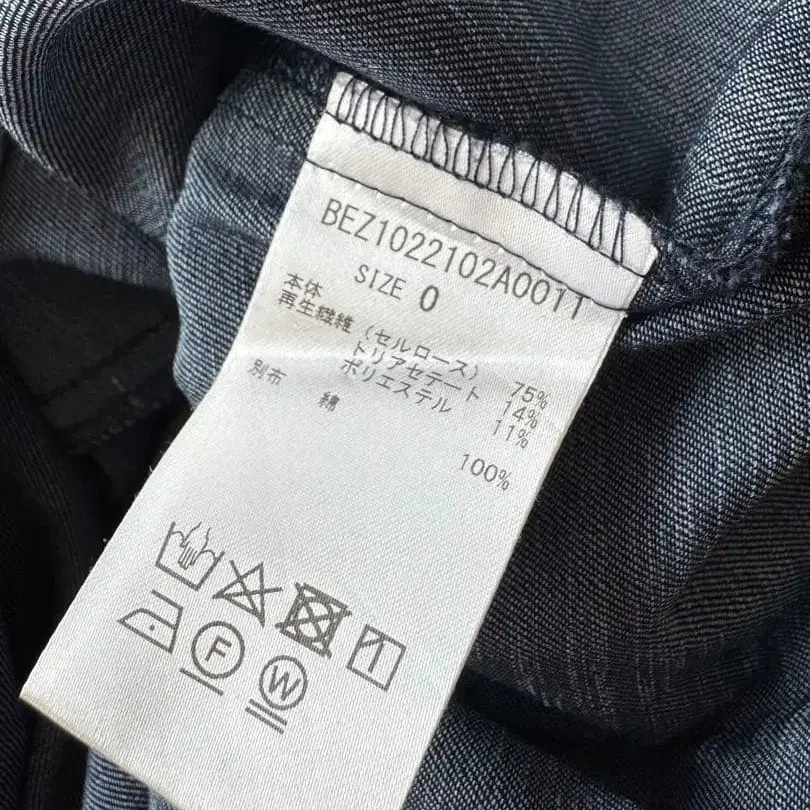 BEZ1022102A0011
SIZE 0
本体
再生繊維(セルロース) 75%
トリアセテート 14%
ポリエステル 11%
別布
綿 100%
F
W